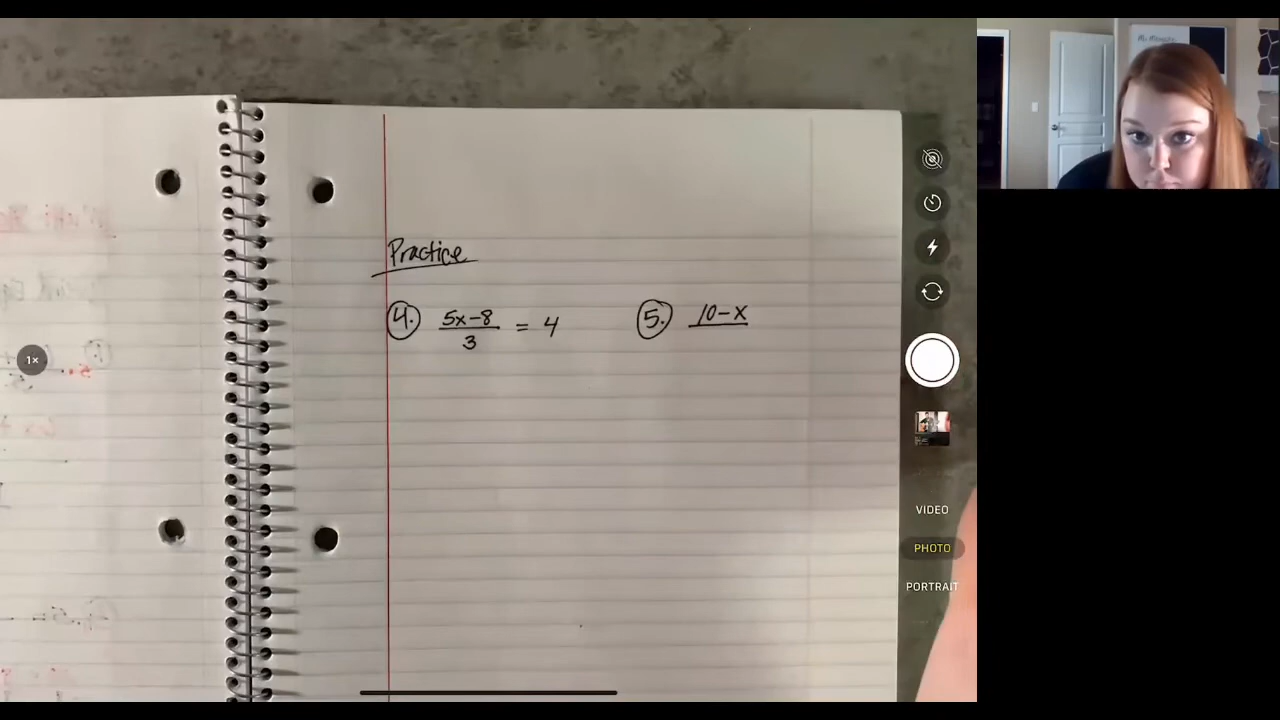 Practice
4. (5x-8)/3 = 4
5. 10-x
1×
VIDEO
PHOTO
PORTRAIT